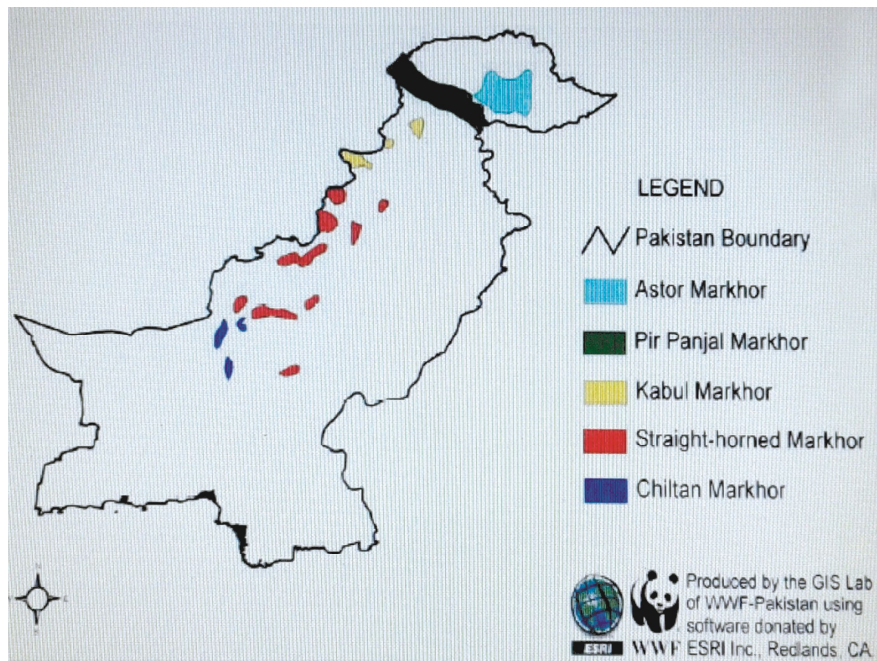 LEGEND
Pakistan Boundary
Astor Markhor
Pir Panjal Markhor
Kabul Markhor
Straight-horned Markhor
Chiltan Markhor
N
S
ESRI
WWF
Produced by the GIS Lab
of WWF-Pakistan using
software donated by
ESRI Inc., Redlands, CA.